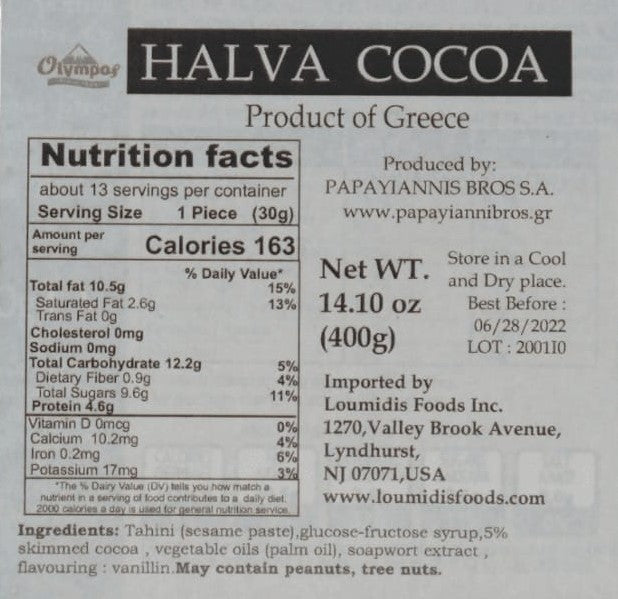 Olympos
HALVA COCOA
Product of Greece
Nutrition facts
about 13 servings per container
Serving Size 1 Piece (30g)
Amount per
serving
Calories 163
% Daily Value*
Total fat 10.5g 15%
Saturated Fat 2.6g 13%
Trans Fat 0g
Cholesterol 0mg
Sodium 0mg
Total Carbohydrate 12.2g 5%
Dietary Fiber 0.9g 4%
Total Sugars 9.6g 11%
Protein 4.6g
Vitamin D 0mcg 0%
Calcium 10.2mg 4%
Iron 0.2mg 6%
Potassium 17mg 3%
*The % Dairy Value (DV) tells you how match a
nutrient in a serving of food contributes to a daily diet.
2000 calories a day is used for general nutrition service.
Produced by:
PAPAYIANNIS BROS S.A.
www.papayiannibros.gr
Net WT.
14.10 oz
(400g)
Store in a Cool
and Dry place.
Best Before :
06/28/2022
LOT : 200110
Imported by
Loumidis Foods Inc.
1270,Valley Brook Avenue,
Lyndhurst,
NJ 07071,USA
www.loumidisfoods.com
Ingredients: Tahini (sesame paste),glucose-fructose syrup,5%
skimmed cocoa , vegetable oils (palm oil), soapwort extract ,
flavouring : vanillin.May contain peanuts, tree nuts.